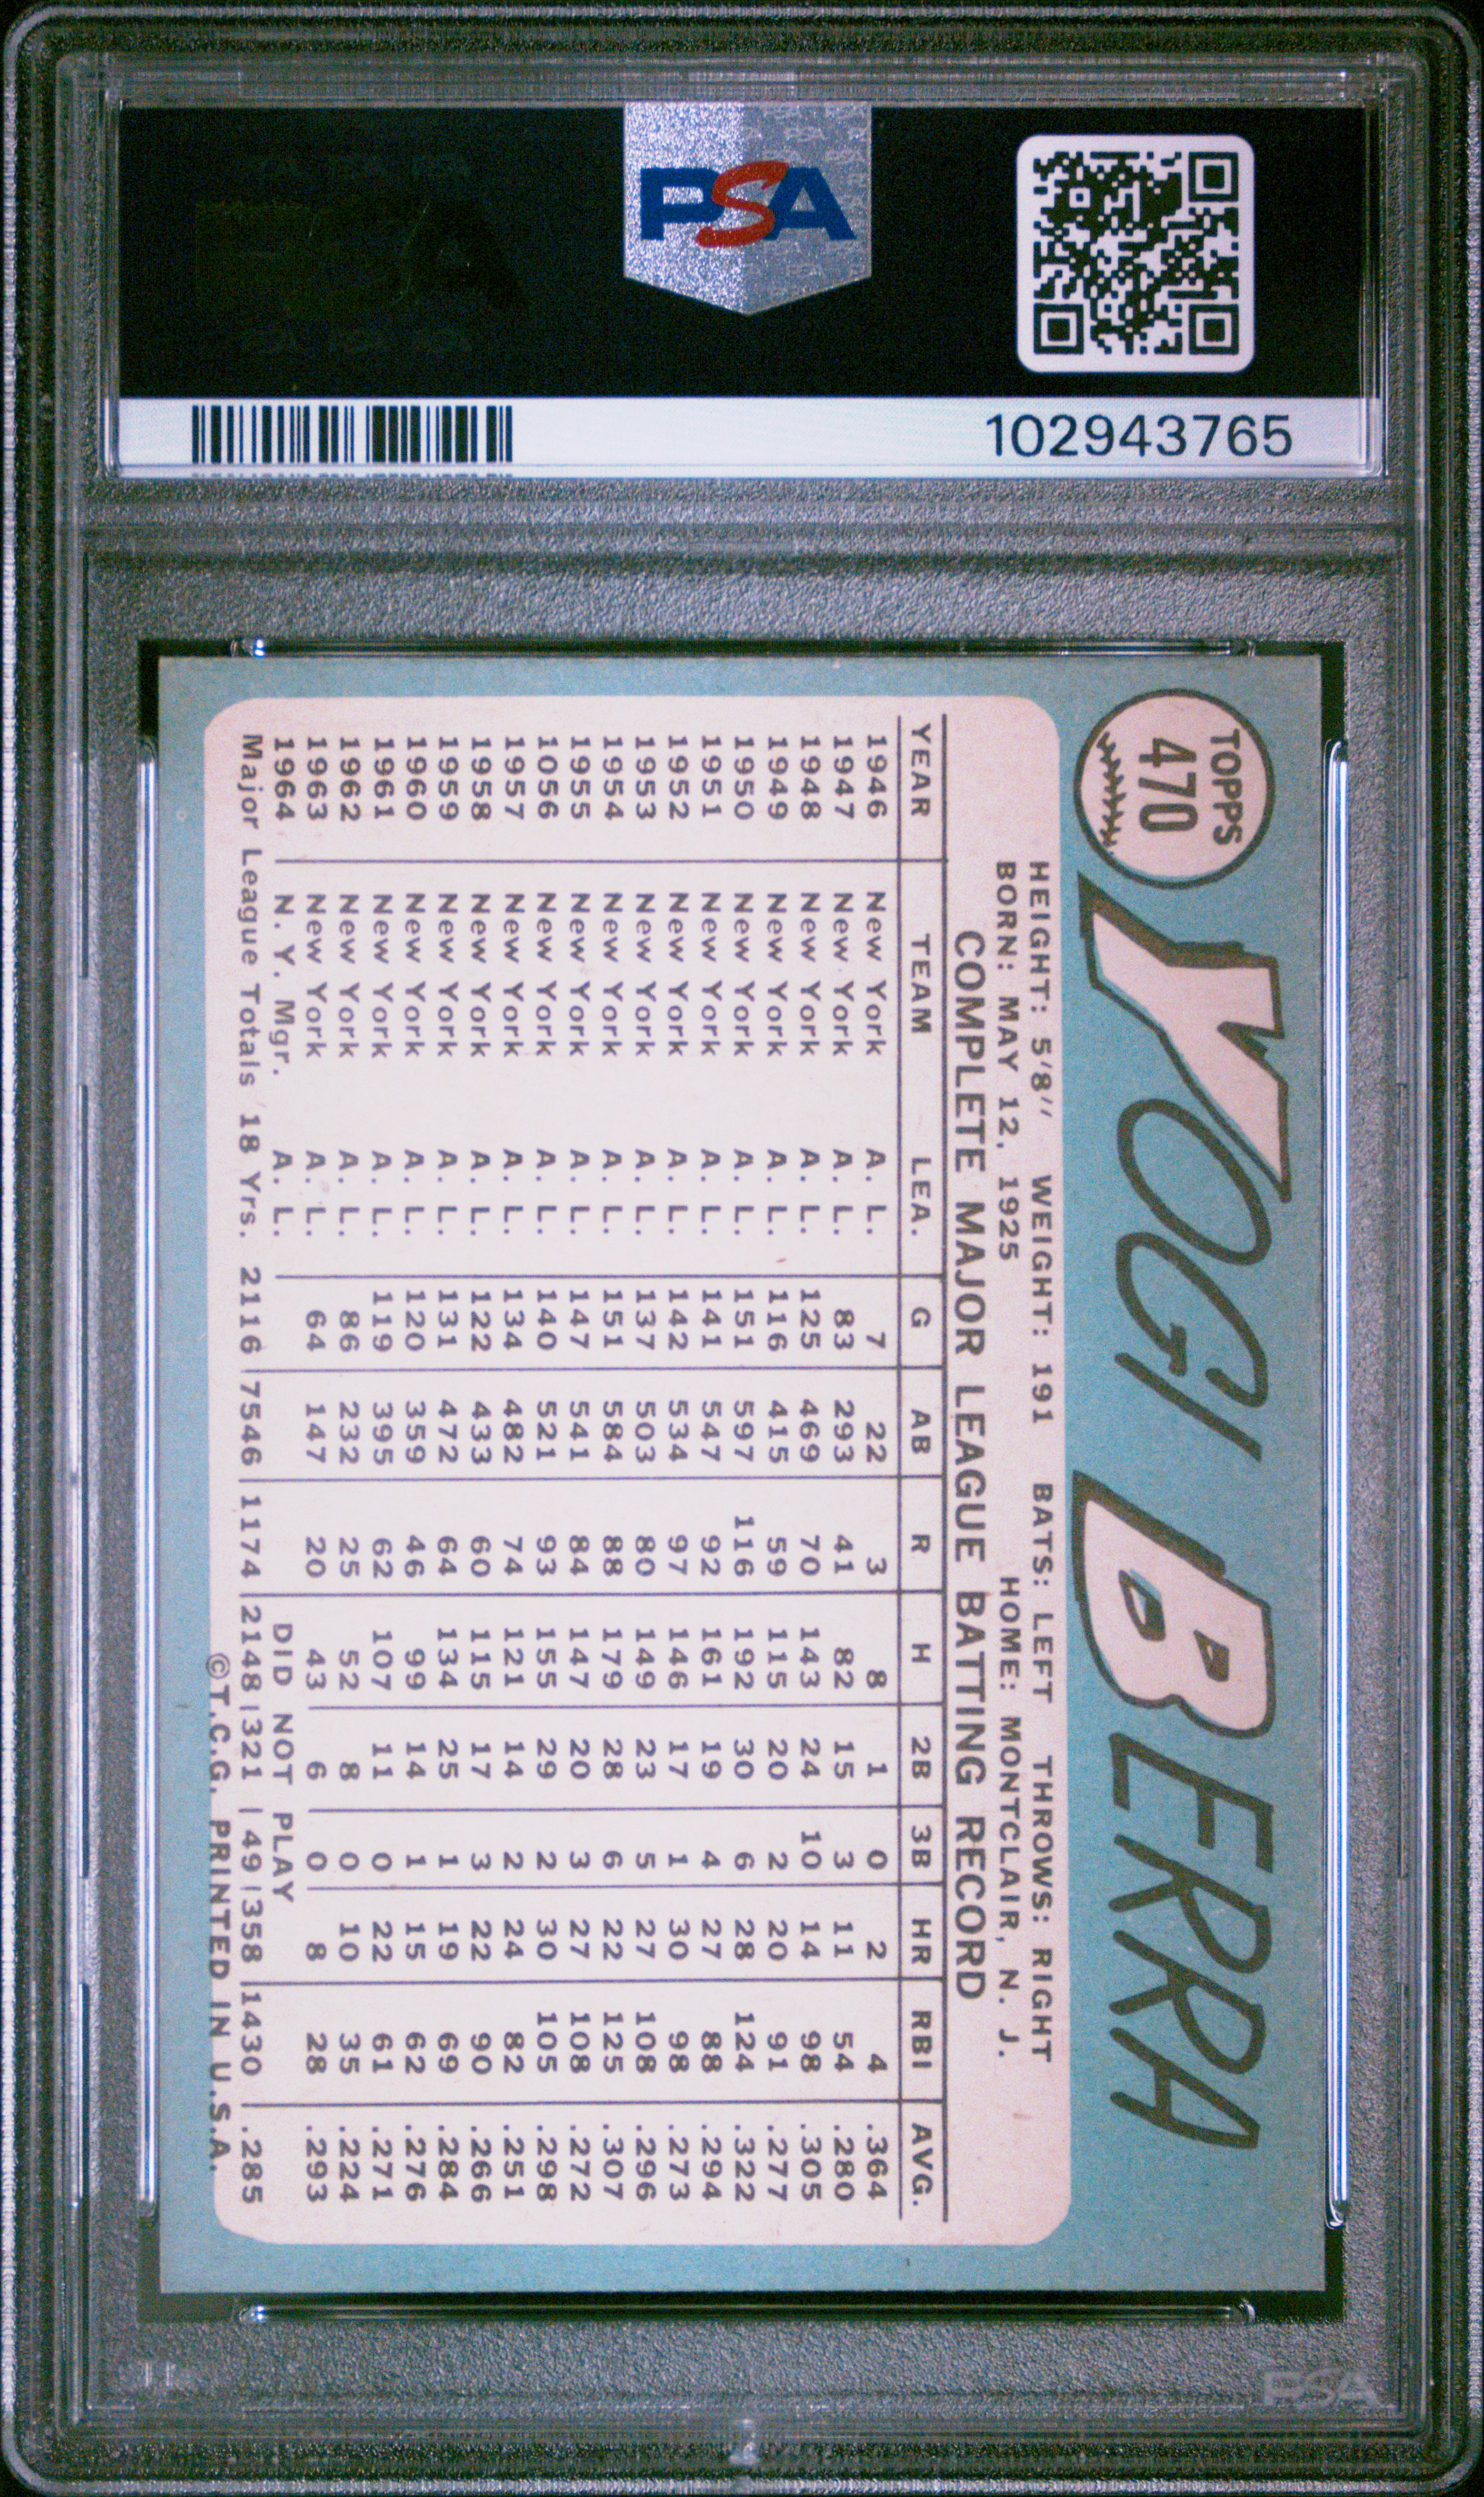 PSA
102943765
TOPPS
470
YOGI BERRA
HEIGHT: 5'8" WEIGHT: 191 BATS: LEFT THROWS: RIGHT
BORN: MAY 12, 1925 HOME: MONTCLAIR, N. J.
COMPLETE MAJOR LEAGUE BATTING RECORD
YEAR TEAM LEA. G AB R H 2B 3B HR RBI AVG.
1946 New York A. L. 7 22 3 8 1 0 2 4 .364
1947 New York A. L. 83 293 41 82 15 3 11 54 .280
1948 New York A. L. 125 469 70 143 24 10 14 98 .305
1949 New York A. L. 116 415 59 115 20 2 20 91 .277
1950 New York A. L. 151 597 116 192 30 6 28 124 .322
1951 New York A. L. 141 547 92 161 19 4 27 88 .294
1952 New York A. L. 142 534 97 146 17 1 30 98 .273
1953 New York A. L. 137 503 80 149 23 5 27 108 .296
1954 New York A. L. 151 584 88 179 28 6 22 125 .307
1955 New York A. L. 147 541 84 147 20 3 27 108 .272
1056 New York A. L. 140 521 93 155 29 2 30 105 .298
1957 New York A. L. 134 482 74 121 14 2 24 82 .251
1958 New York A. L. 122 433 60 115 17 3 22 90 .266
1959 New York A. L. 131 472 64 134 25 1 19 69 .284
1960 New York A. L. 120 359 46 99 14 1 15 62 .276
1961 New York A. L. 119 395 62 107 11 0 22 61 .271
1962 New York A. L. 86 232 25 52 8 0 10 35 .224
1963 New York A. L. 64 147 20 43 6 0 8 28 .293
1964 N. Y. Mgr. A. L. DID NOT PLAY
Major League Totals 18 Yrs. 2116 7546 1174 2148 321 49 358 1430 .285
©T.C.G. PRINTED IN U.S.A.
PSA